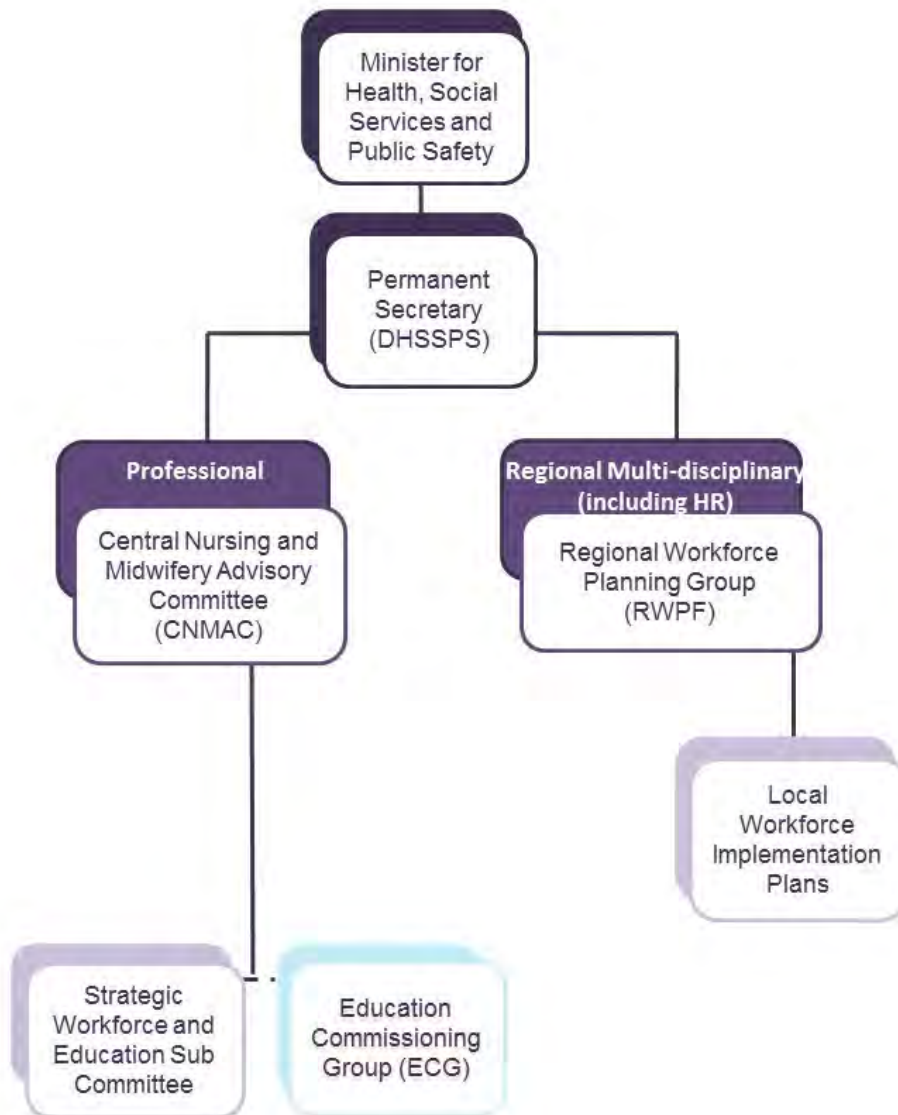 Minister for
Health, Social
Services and
Public Safety
Permanent
Secretary
(DHSSPS)
Professional
Central Nursing and
Midwifery Advisory
Committee
(CNMAC)
Regional Multi-disciplinary
(including HR)
Regional Workforce
Planning Group
(RWPF)
Local
Workforce
Implementation
Plans
Strategic
Workforce and
Education Sub
Committee
Education
Commissioning
Group (ECG)